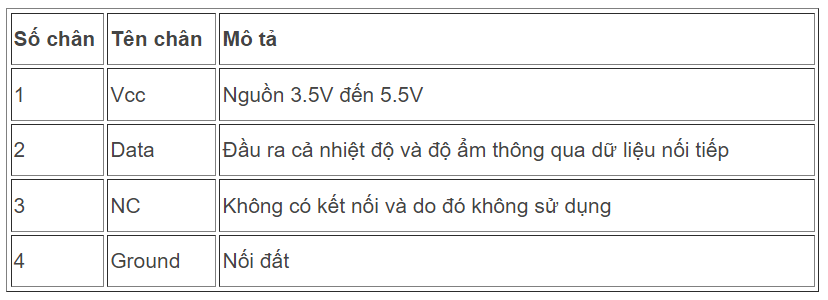 Số chân Tên chân Mô tả
1 Vcc Nguồn 3.5V đến 5.5V
2 Data Đầu ra cả nhiệt độ và độ ẩm thông qua dữ liệu nối tiếp
3 NC Không có kết nối và do đó không sử dụng
4 Ground Nối đất